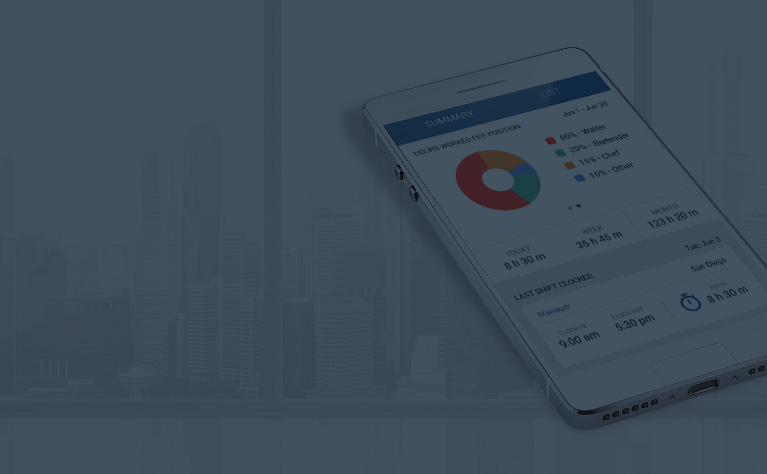 SUMMARY
LIST
HOURS WORKED PER POSITION
Jun 1 - Jun 30
60% - Waiter
25% - Bartender
15% - Chef
10% - Other
TODAY
8 h 30 m
WEEK
35 h 45 m
MONTH
123 h 20 m
LAST SHIFT CLOCKED
Tue, Jun 2
Manager
San Diego
CLOCK IN
9:00 am
CLOCK OUT
5:30 pm
TOTAL
8 h 30 m